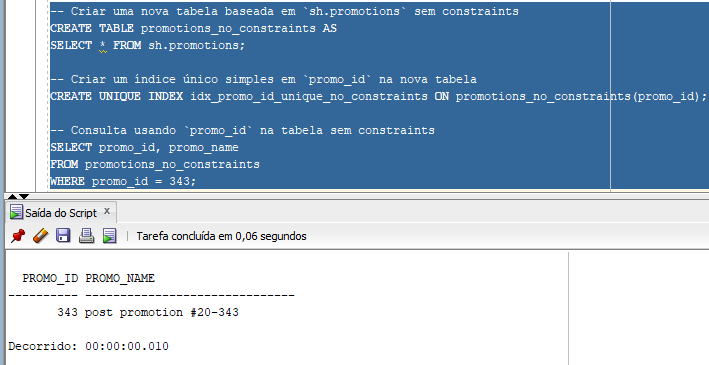 -- Criar uma nova tabela baseada em `sh.promotions` sem constraints
CREATE TABLE promotions_no_constraints AS
SELECT * FROM sh.promotions;
-- Criar um índice único simples em `promo_id` na nova tabela
CREATE UNIQUE INDEX idx_promo_id_unique_no_constraints ON promotions_no_constraints(promo_id);
-- Consulta usando `promo_id` na tabela sem constraints
SELECT promo_id, promo_name
FROM promotions_no_constraints
WHERE promo_id = 343;
Saída do Script x
Tarefa concluída em 0,06 segundos
PROMO_ID PROMO_NAME
---------- ------------------------------
343 post promotion #20-343
Decorrido: 00:00:00.010